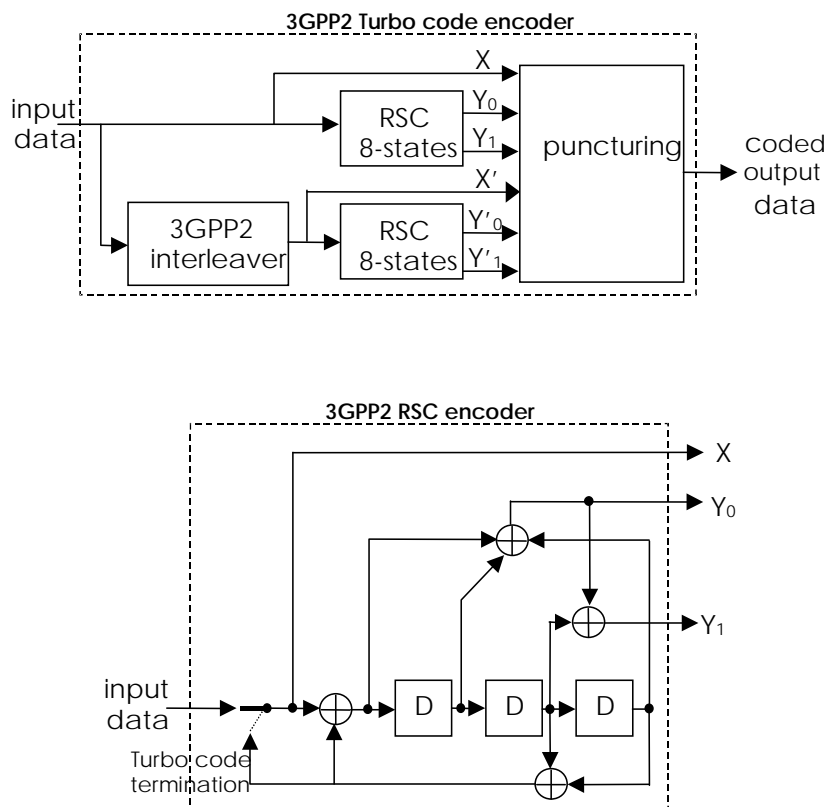 3GPP2 Turbo code encoder
X
input
data
RSC
8-states
Y0
Y1
puncturing
coded
output
data
X'
3GPP2
interleaver
RSC
8-states
Y'0
Y'1
3GPP2 RSC encoder
X
Y0
Y1
input
data
D
D
D
Turbo code
termination